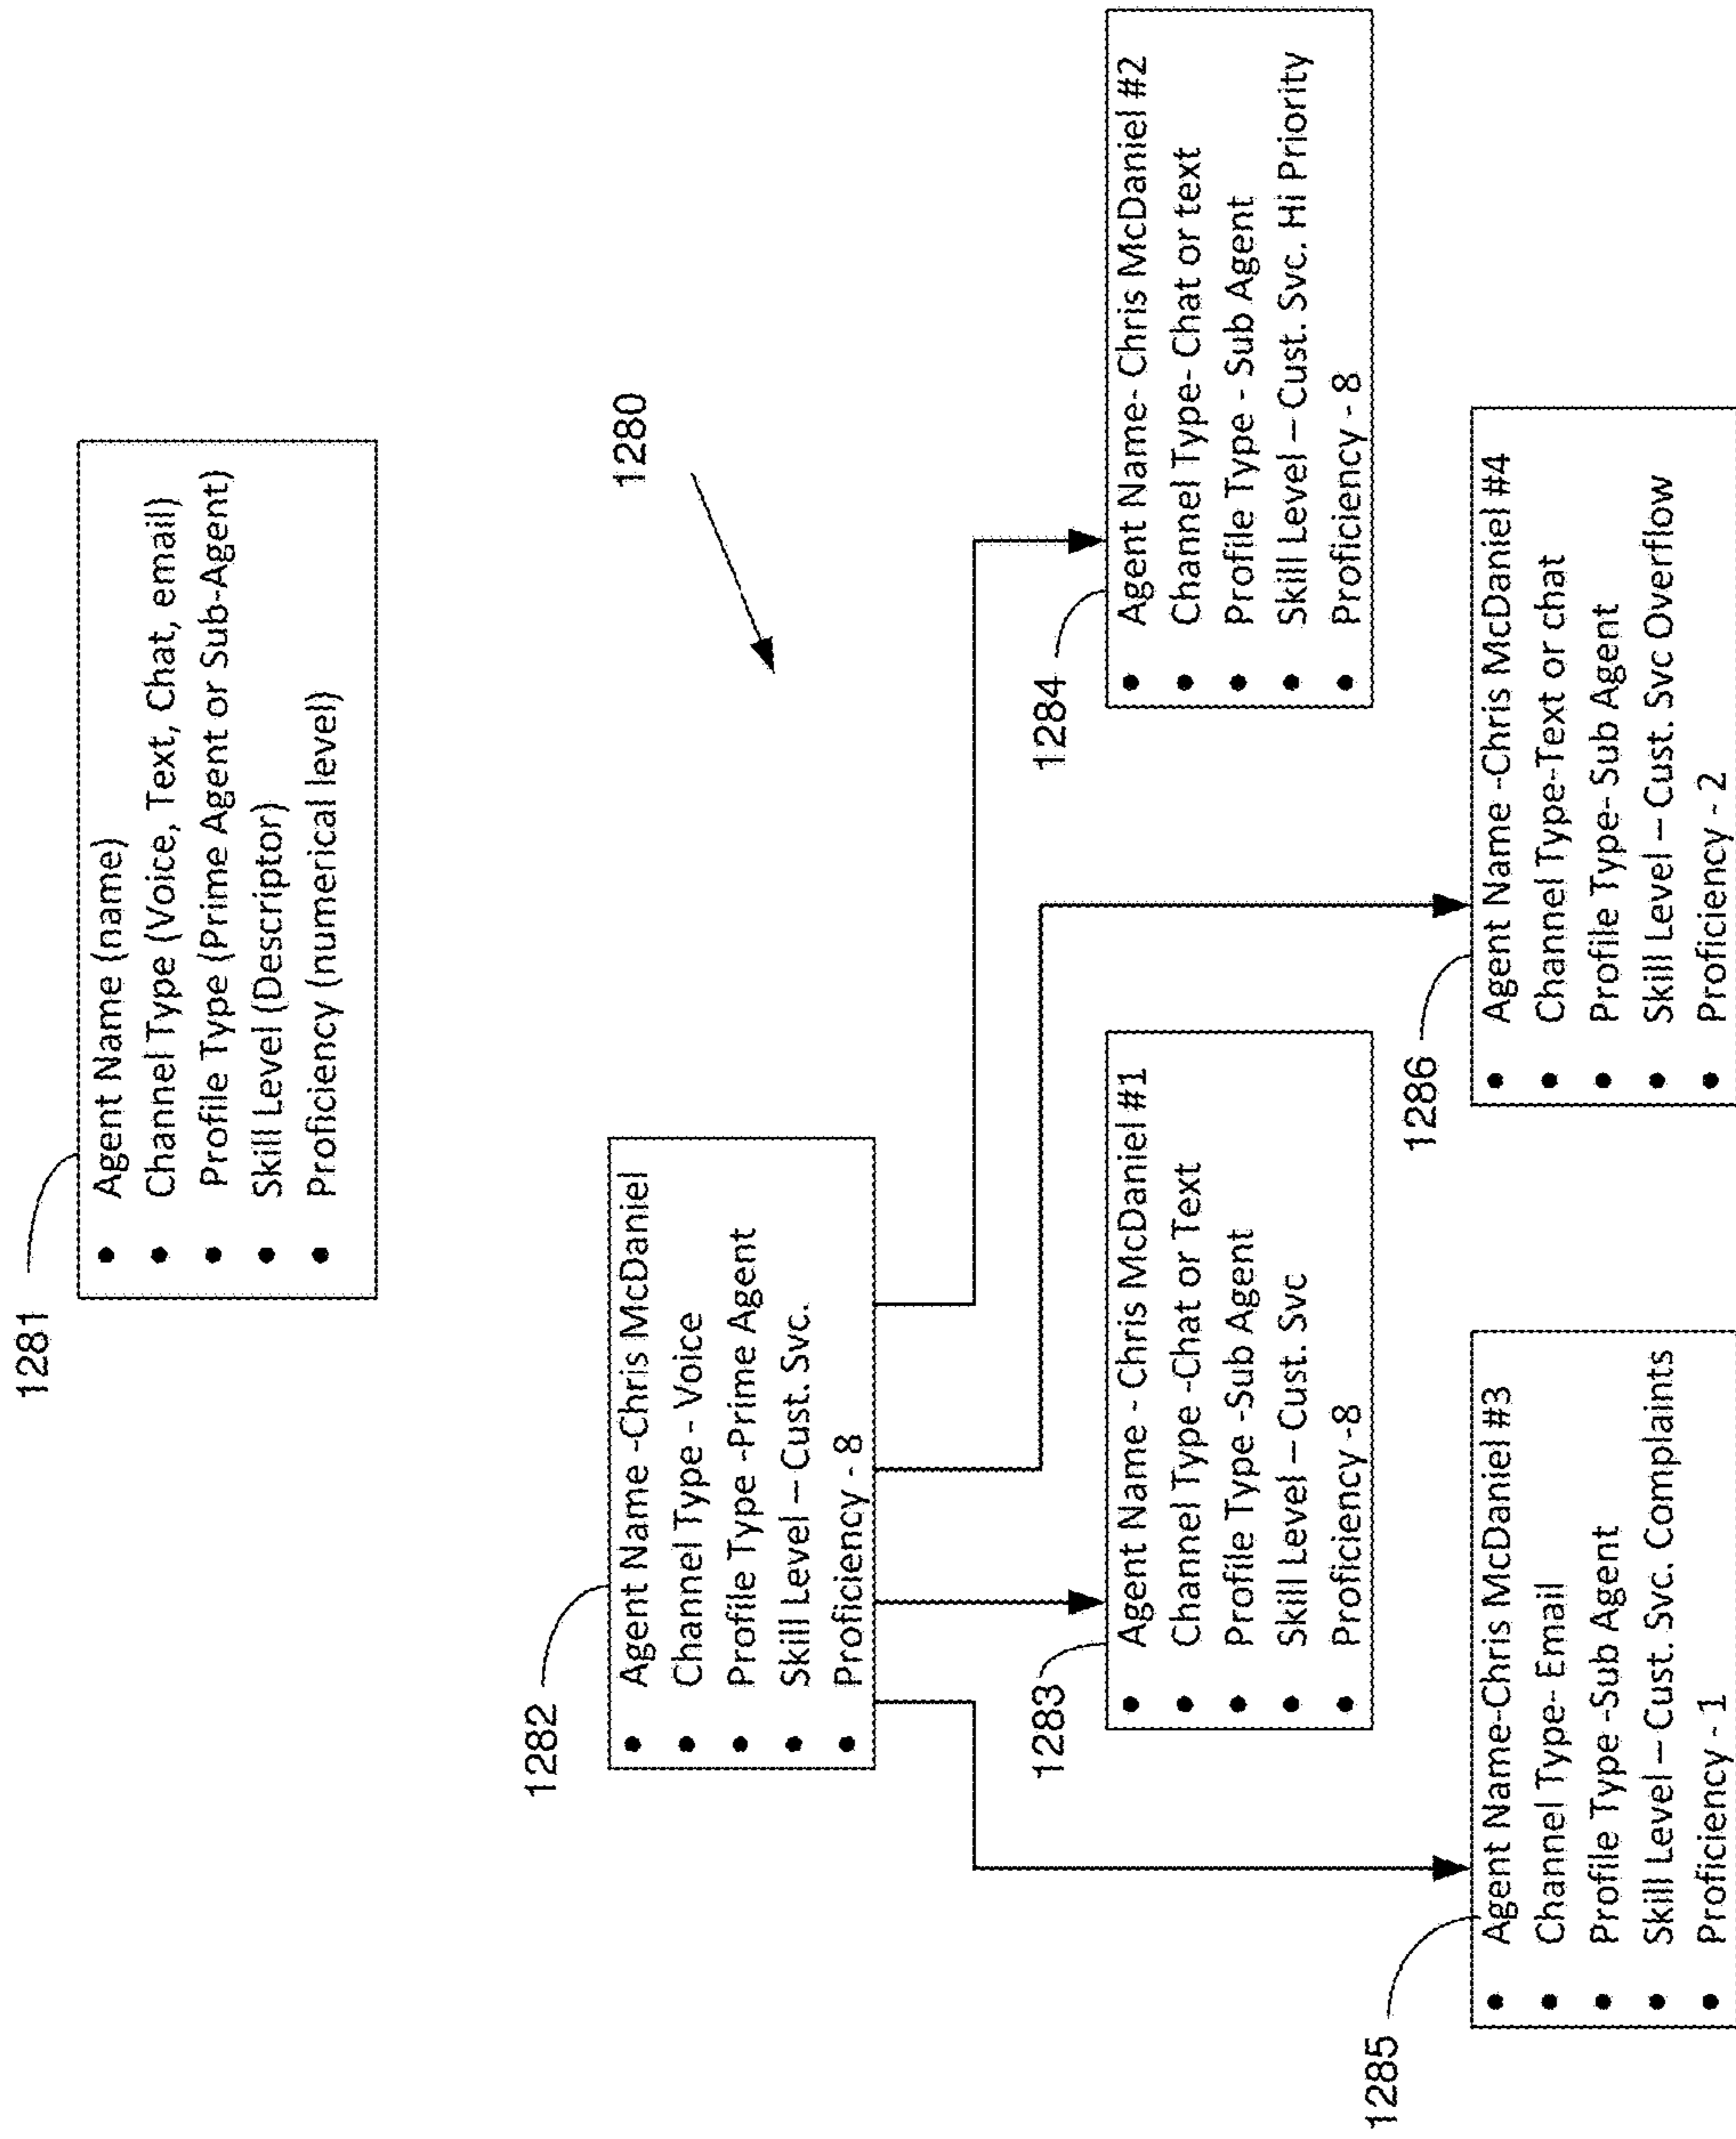 1281
• Agent Name (name)
• Channel Type (Voice, Text, Chat, email)
• Profile Type (Prime Agent or Sub-Agent)
• Skill Level (Descriptor)
• Proficiency (numerical level)
1280
1282
• Agent Name -Chris McDaniel
• Channel Type - Voice
• Profile Type -Prime Agent
• Skill Level – Cust. Svc.
• Proficiency - 8
1283
• Agent Name - Chris McDaniel #1
• Channel Type -Chat or Text
• Profile Type -Sub Agent
• Skill Level – Cust. Svc
• Proficiency -8
1284
• Agent Name- Chris McDaniel #2
• Channel Type- Chat or text
• Profile Type - Sub Agent
• Skill Level – Cust. Svc. Hi Priority
• Proficiency - 8
1285
• Agent Name-Chris McDaniel #3
• Channel Type- Email
• Profile Type -Sub Agent
• Skill Level – Cust. Svc. Complaints
• Proficiency - 1
1286
• Agent Name -Chris McDaniel #4
• Channel Type-Text or chat
• Profile Type- Sub Agent
• Skill Level – Cust. Svc Overflow
• Proficiency - 2